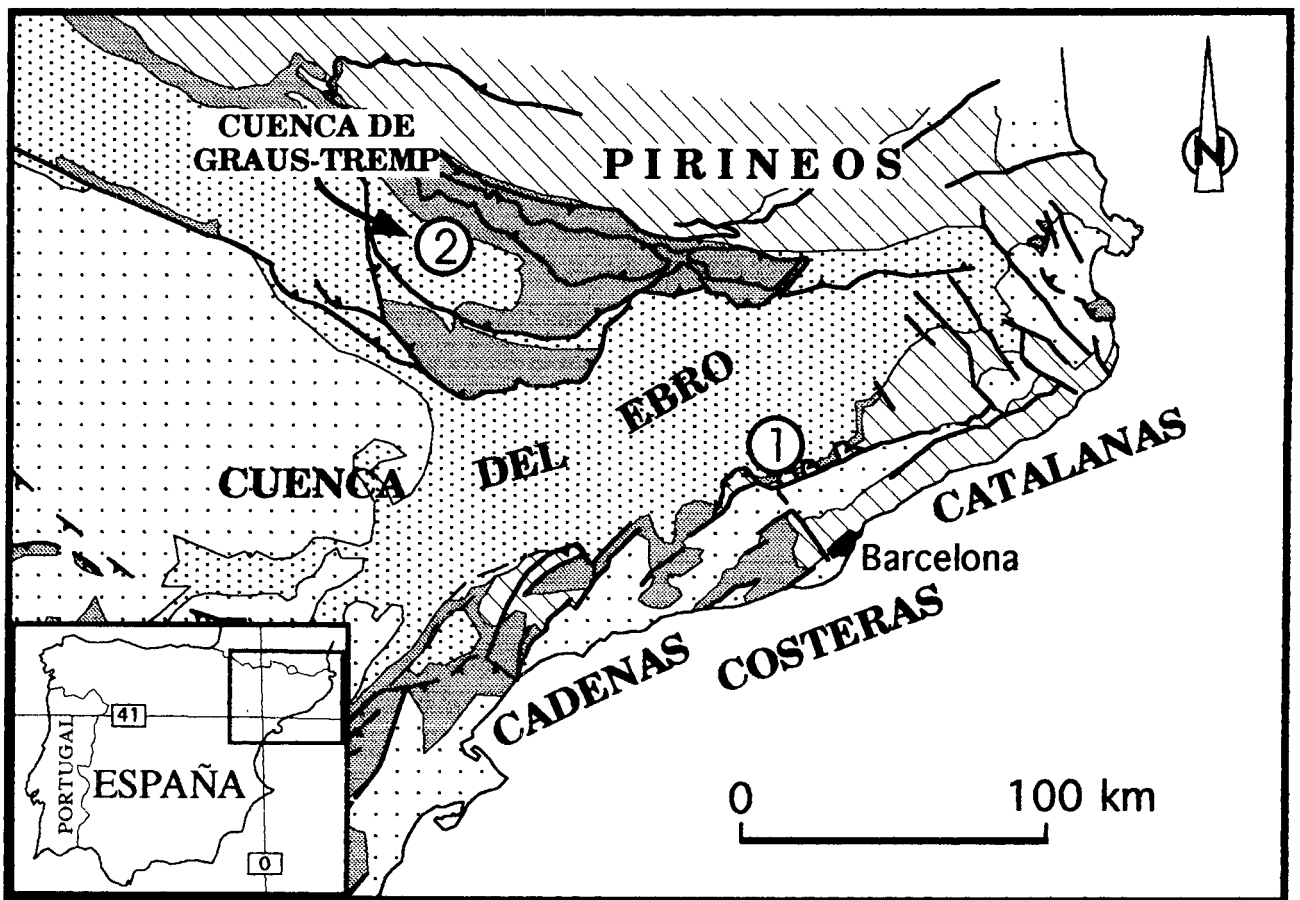 CUENCA DE
GRAUS-TREMP
PIRINEOS
N
2
EBRO
1
DEL
CUENCA
CATALANAS
Barcelona
COSTERAS
CADENAS
41
PORTUGAL
ESPAÑA
0
0 100 km